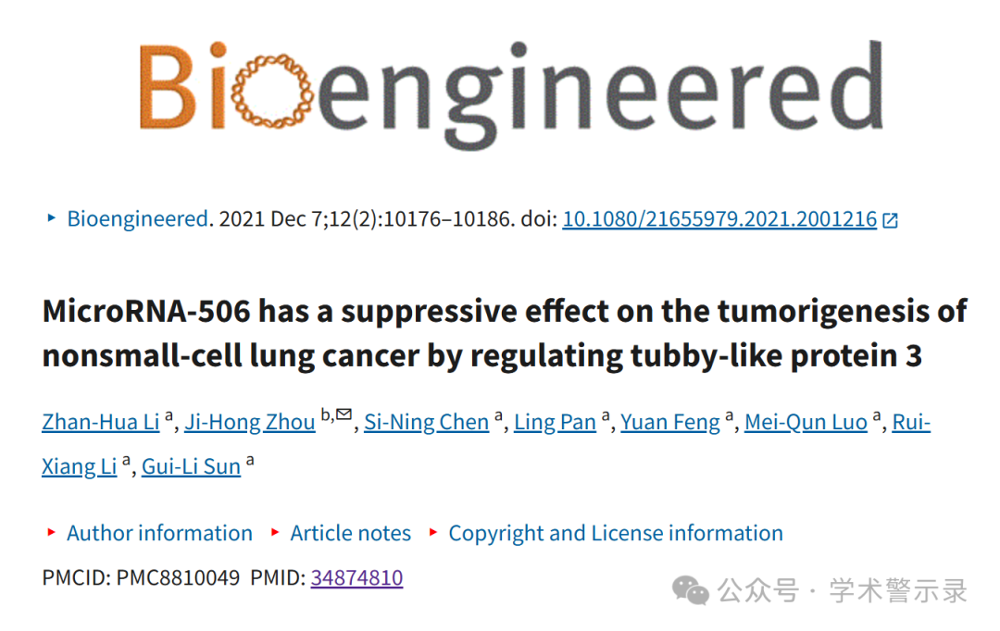 Bioengineered
‣ Bioengineered. 2021 Dec 7;12(2):10176–10186. doi: 10.1080/21655979.2021.2001216
MicroRNA-506 has a suppressive effect on the tumorigenesis of
nonsmall-cell lung cancer by regulating tubby-like protein 3
Zhan-Hua Li a, Ji-Hong Zhou b,✉, Si-Ning Chen a, Ling Pan a, Yuan Feng a, Mei-Qun Luo a, Rui-
Xiang Li a, Gui-Li Sun a
‣ Author information ‣ Article notes ‣ Copyright and License information
PMCID: PMC8810049 PMID: 34874810
公众号 · 学术警示录